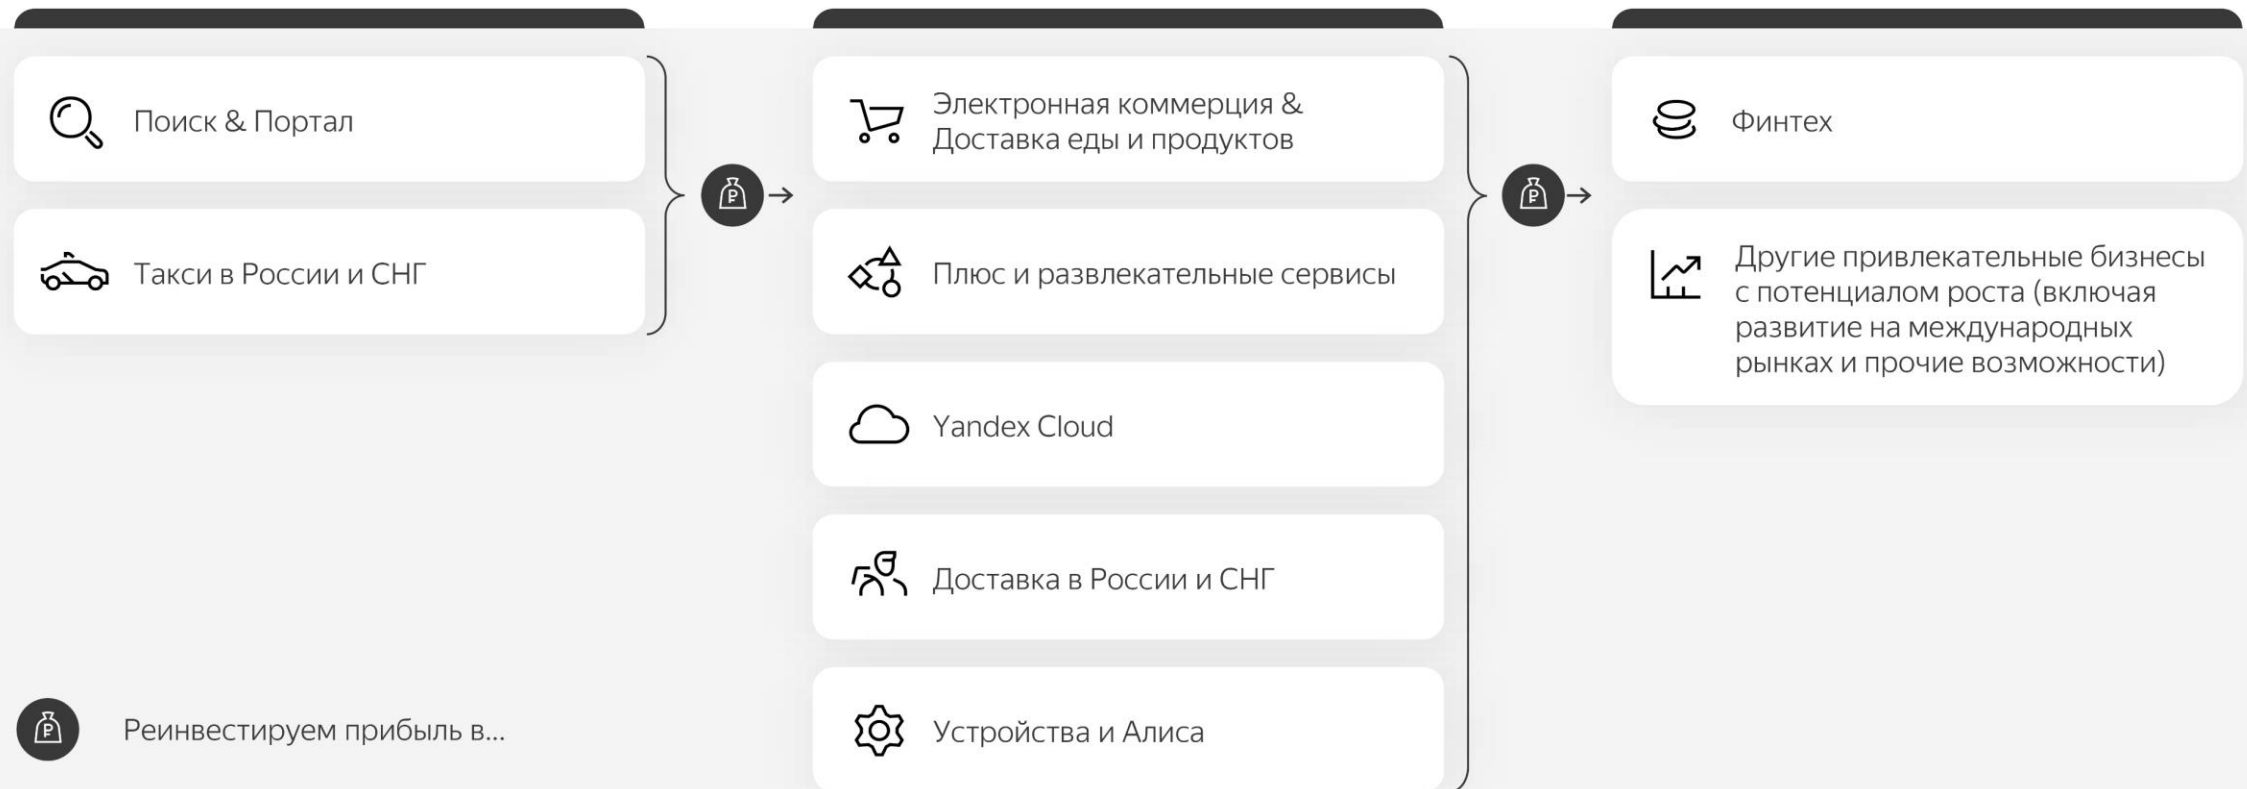 Поиск & Портал
Такси в России и СНГ
Реинвестируем прибыль в...
Электронная коммерция &
Доставка еды и продуктов
Плюс и развлекательные сервисы
Yandex Cloud
Доставка в России и СНГ
Устройства и Алиса
Финтех
Другие привлекательные бизнесы
с потенциалом роста (включая
развитие на международных
рынках и прочие возможности)